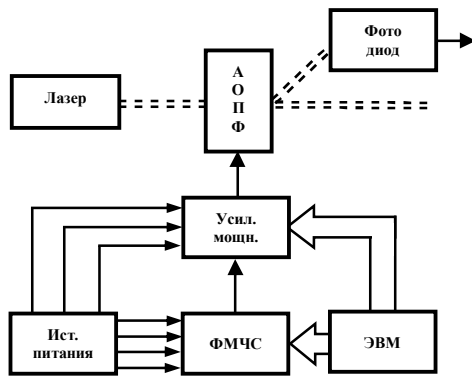 Фото
диод
А
О
П
Ф
Лазер
Усил.
мощн.
Ист.
питания
ФМЧС
ЭВМ